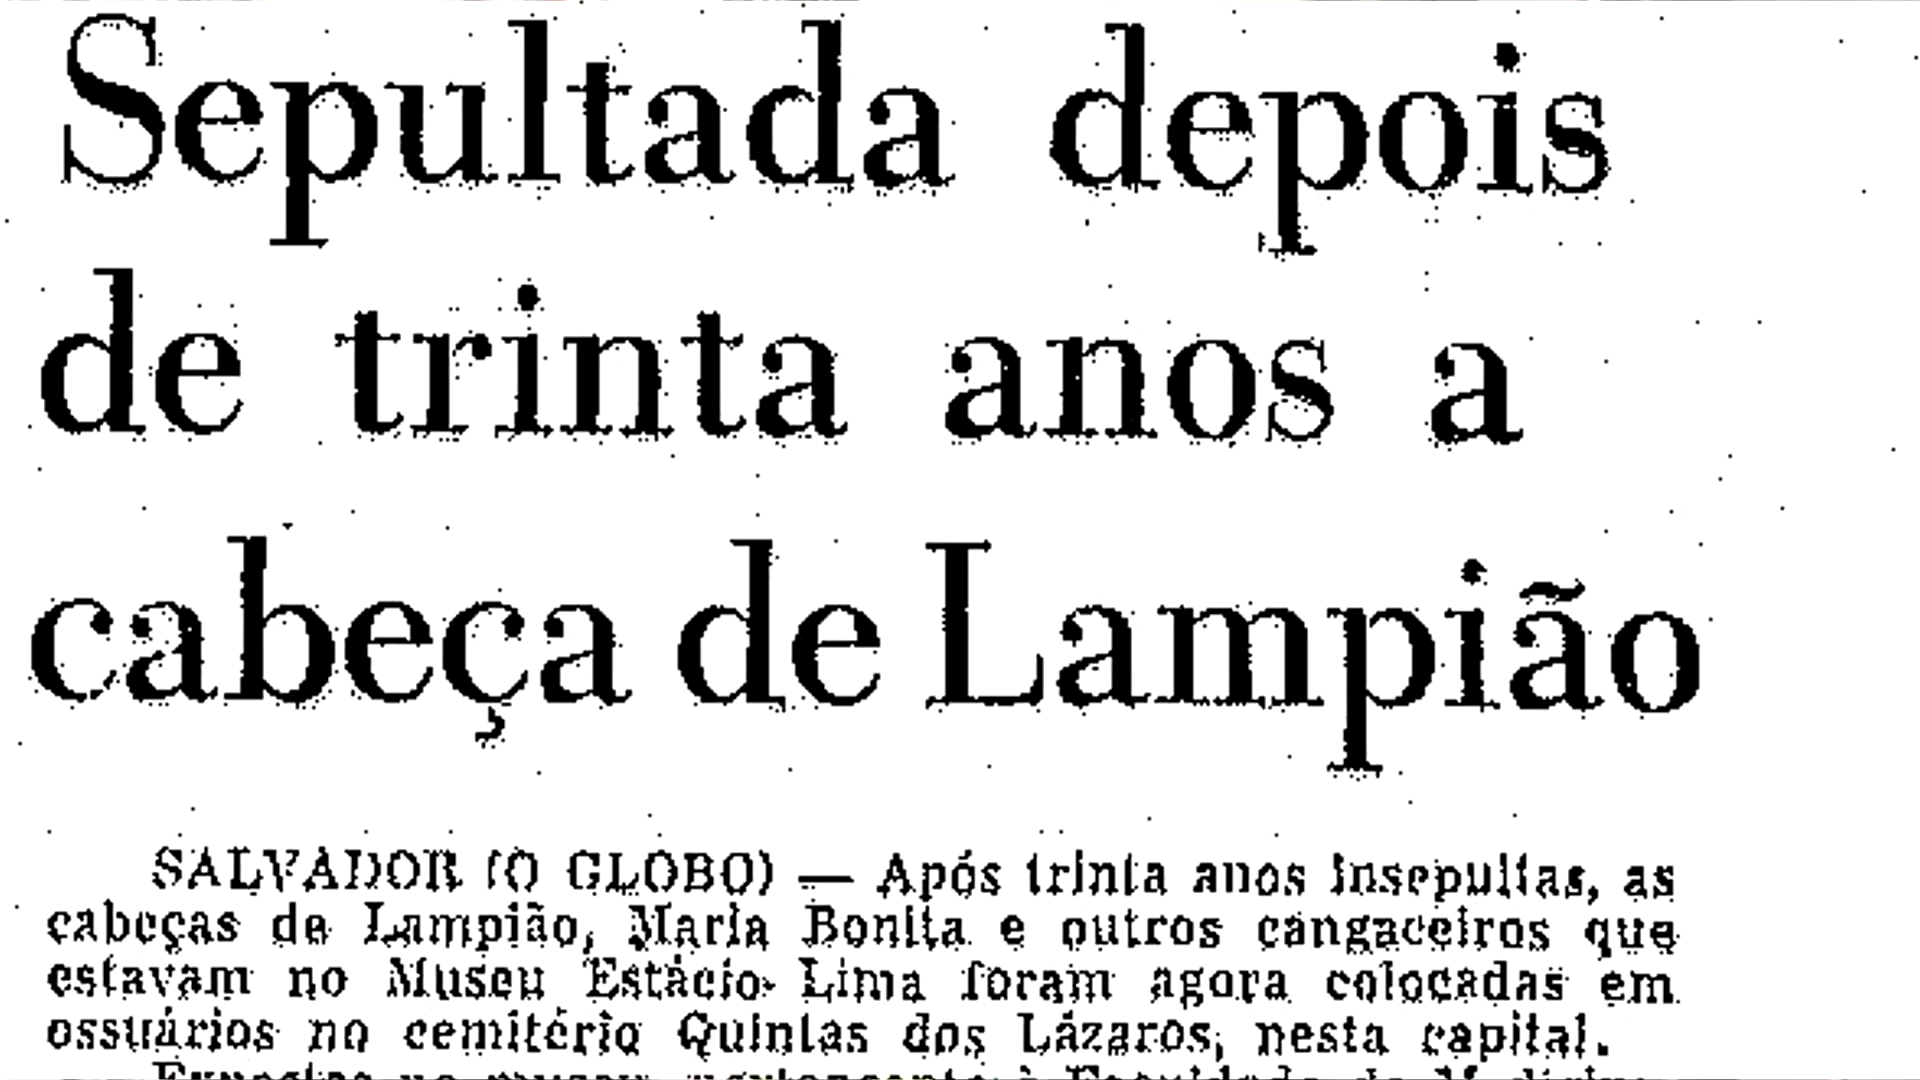 Sepultada depois
de trinta anos a
cabeça de Lampião
SALVADOR (O GLOBO) — Após trinta anos insepultas, as
cabeças de Lampião, Maria Bonita e outros cangaceiros que
estavam no Museu Estácio Lima foram agora colocadas em
ossuários no cemitério Quintas dos Lázaros, nesta capital.